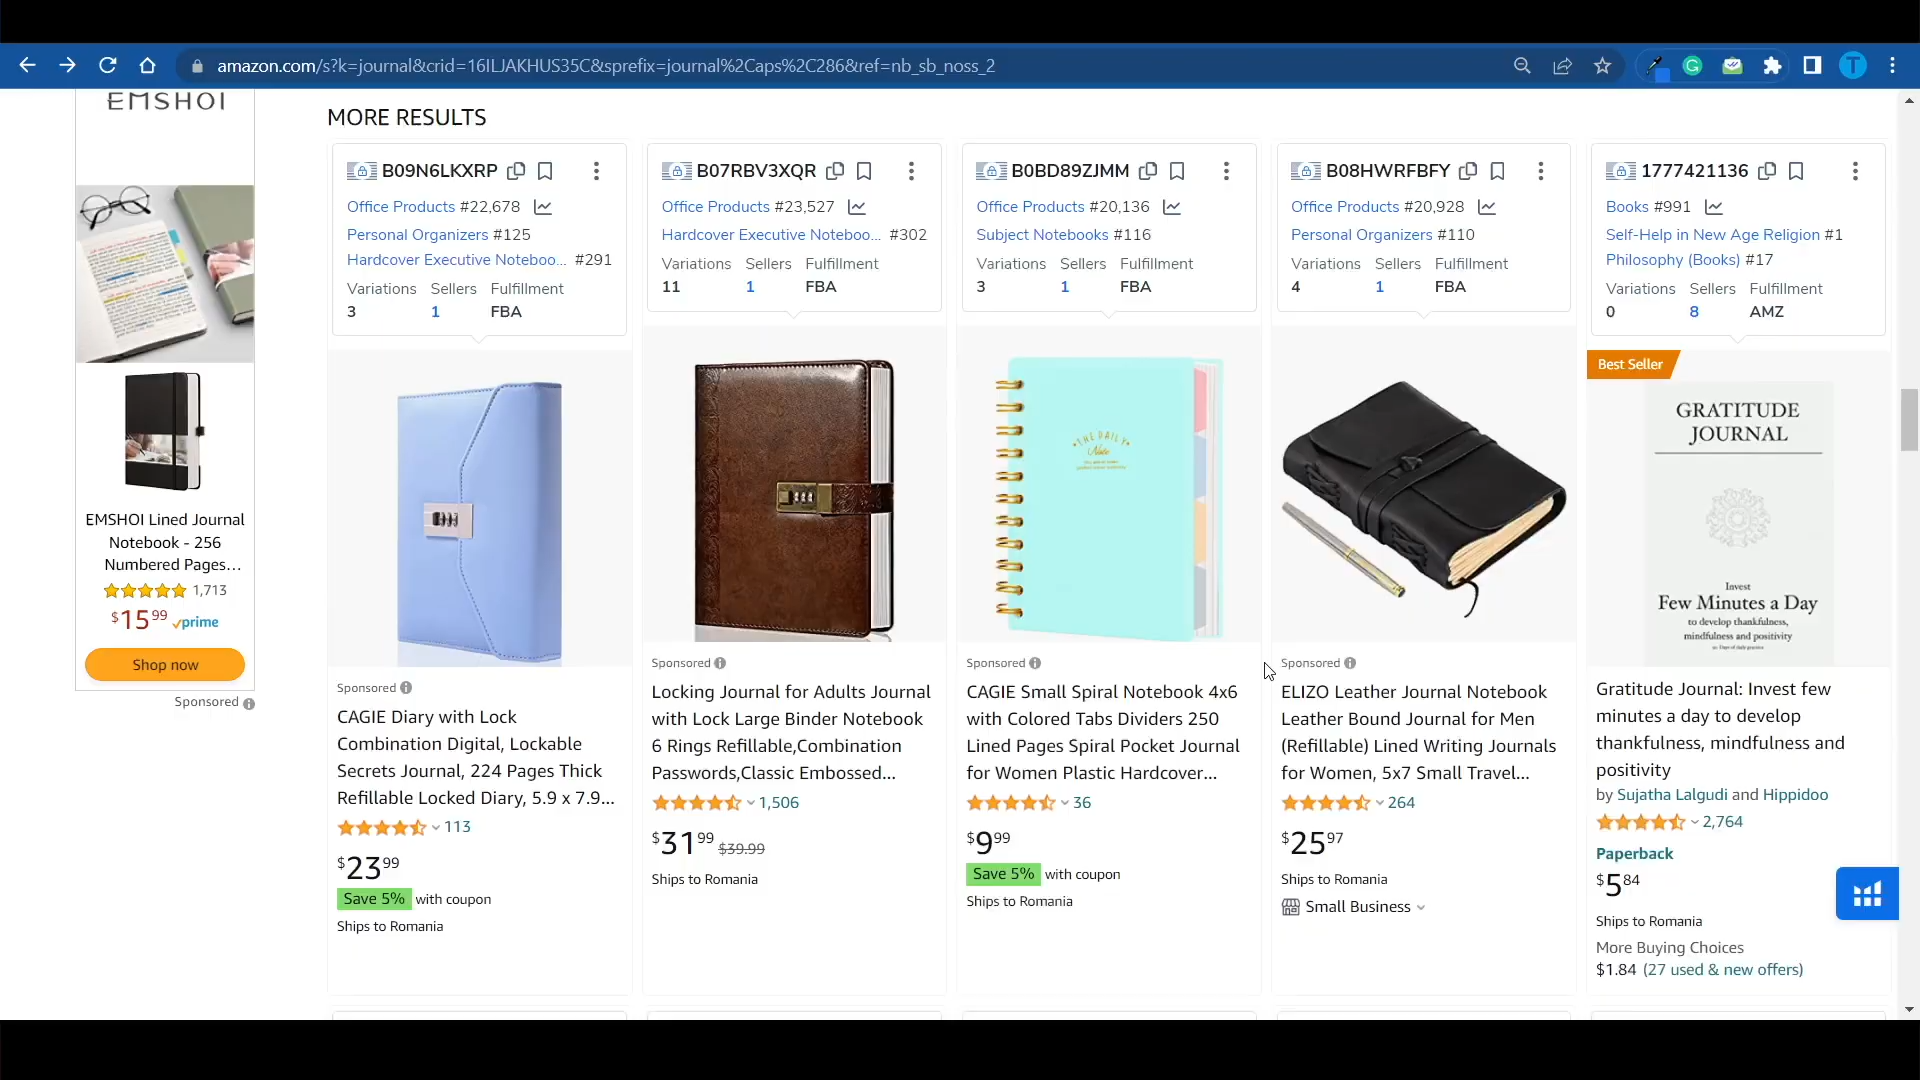 amazon.com/s?k=journal&crid=16ILJAKHUS35C&sprefix=journal%2Caps%2C286&ref=nb_sb_noss_2
T
EMSHOI
EMSHOI Lined Journal
Notebook - 256
Numbered Pages...
1,713
$15 99 prime
Shop now
Sponsored
MORE RESULTS
B09N6LKXRP
Office Products #22,678
Personal Organizers #125
Hardcover Executive Noteboo... #291
Variations Sellers Fulfillment
3 1 FBA
Sponsored
CAGIE Diary with Lock
Combination Digital, Lockable
Secrets Journal, 224 Pages Thick
Refillable Locked Diary, 5.9 x 7.9...
113
$23 99
Save 5% with coupon
Ships to Romania
B07RBV3XQR
Office Products #23,527
Hardcover Executive Noteboo... #302
Variations Sellers Fulfillment
11 1 FBA
Sponsored
Locking Journal for Adults Journal
with Lock Large Binder Notebook
6 Rings Refillable,Combination
Passwords,Classic Embossed...
1,506
$31 99 $39.99
Ships to Romania
B0BD89ZJMM
Office Products #20,136
Subject Notebooks #116
Variations Sellers Fulfillment
3 1 FBA
THE DAILY
Note
Sponsored
CAGIE Small Spiral Notebook 4x6
with Colored Tabs Dividers 250
Lined Pages Spiral Pocket Journal
for Women Plastic Hardcover...
36
$9 99
Save 5% with coupon
Ships to Romania
B08HWRFBFY
Office Products #20,928
Personal Organizers #110
Variations Sellers Fulfillment
4 1 FBA
Sponsored
ELIZO Leather Journal Notebook
Leather Bound Journal for Men
(Refillable) Lined Writing Journals
for Women, 5x7 Small Travel...
264
$25 97
Ships to Romania
Small Business
1777421136
Books #991
Self-Help in New Age Religion #1
Philosophy (Books) #17
Variations Sellers Fulfillment
0 8 AMZ
Best Seller
GRATITUDE
JOURNAL
Invest
Few Minutes a Day
to develop thankfulness,
mindfulness and positivity
Gratitude Journal: Invest few
minutes a day to develop
thankfulness, mindfulness and
positivity
by Sujatha Lalgudi and Hippidoo
2,764
Paperback
$5 84
Ships to Romania
More Buying Choices
$1.84 (27 used & new offers)